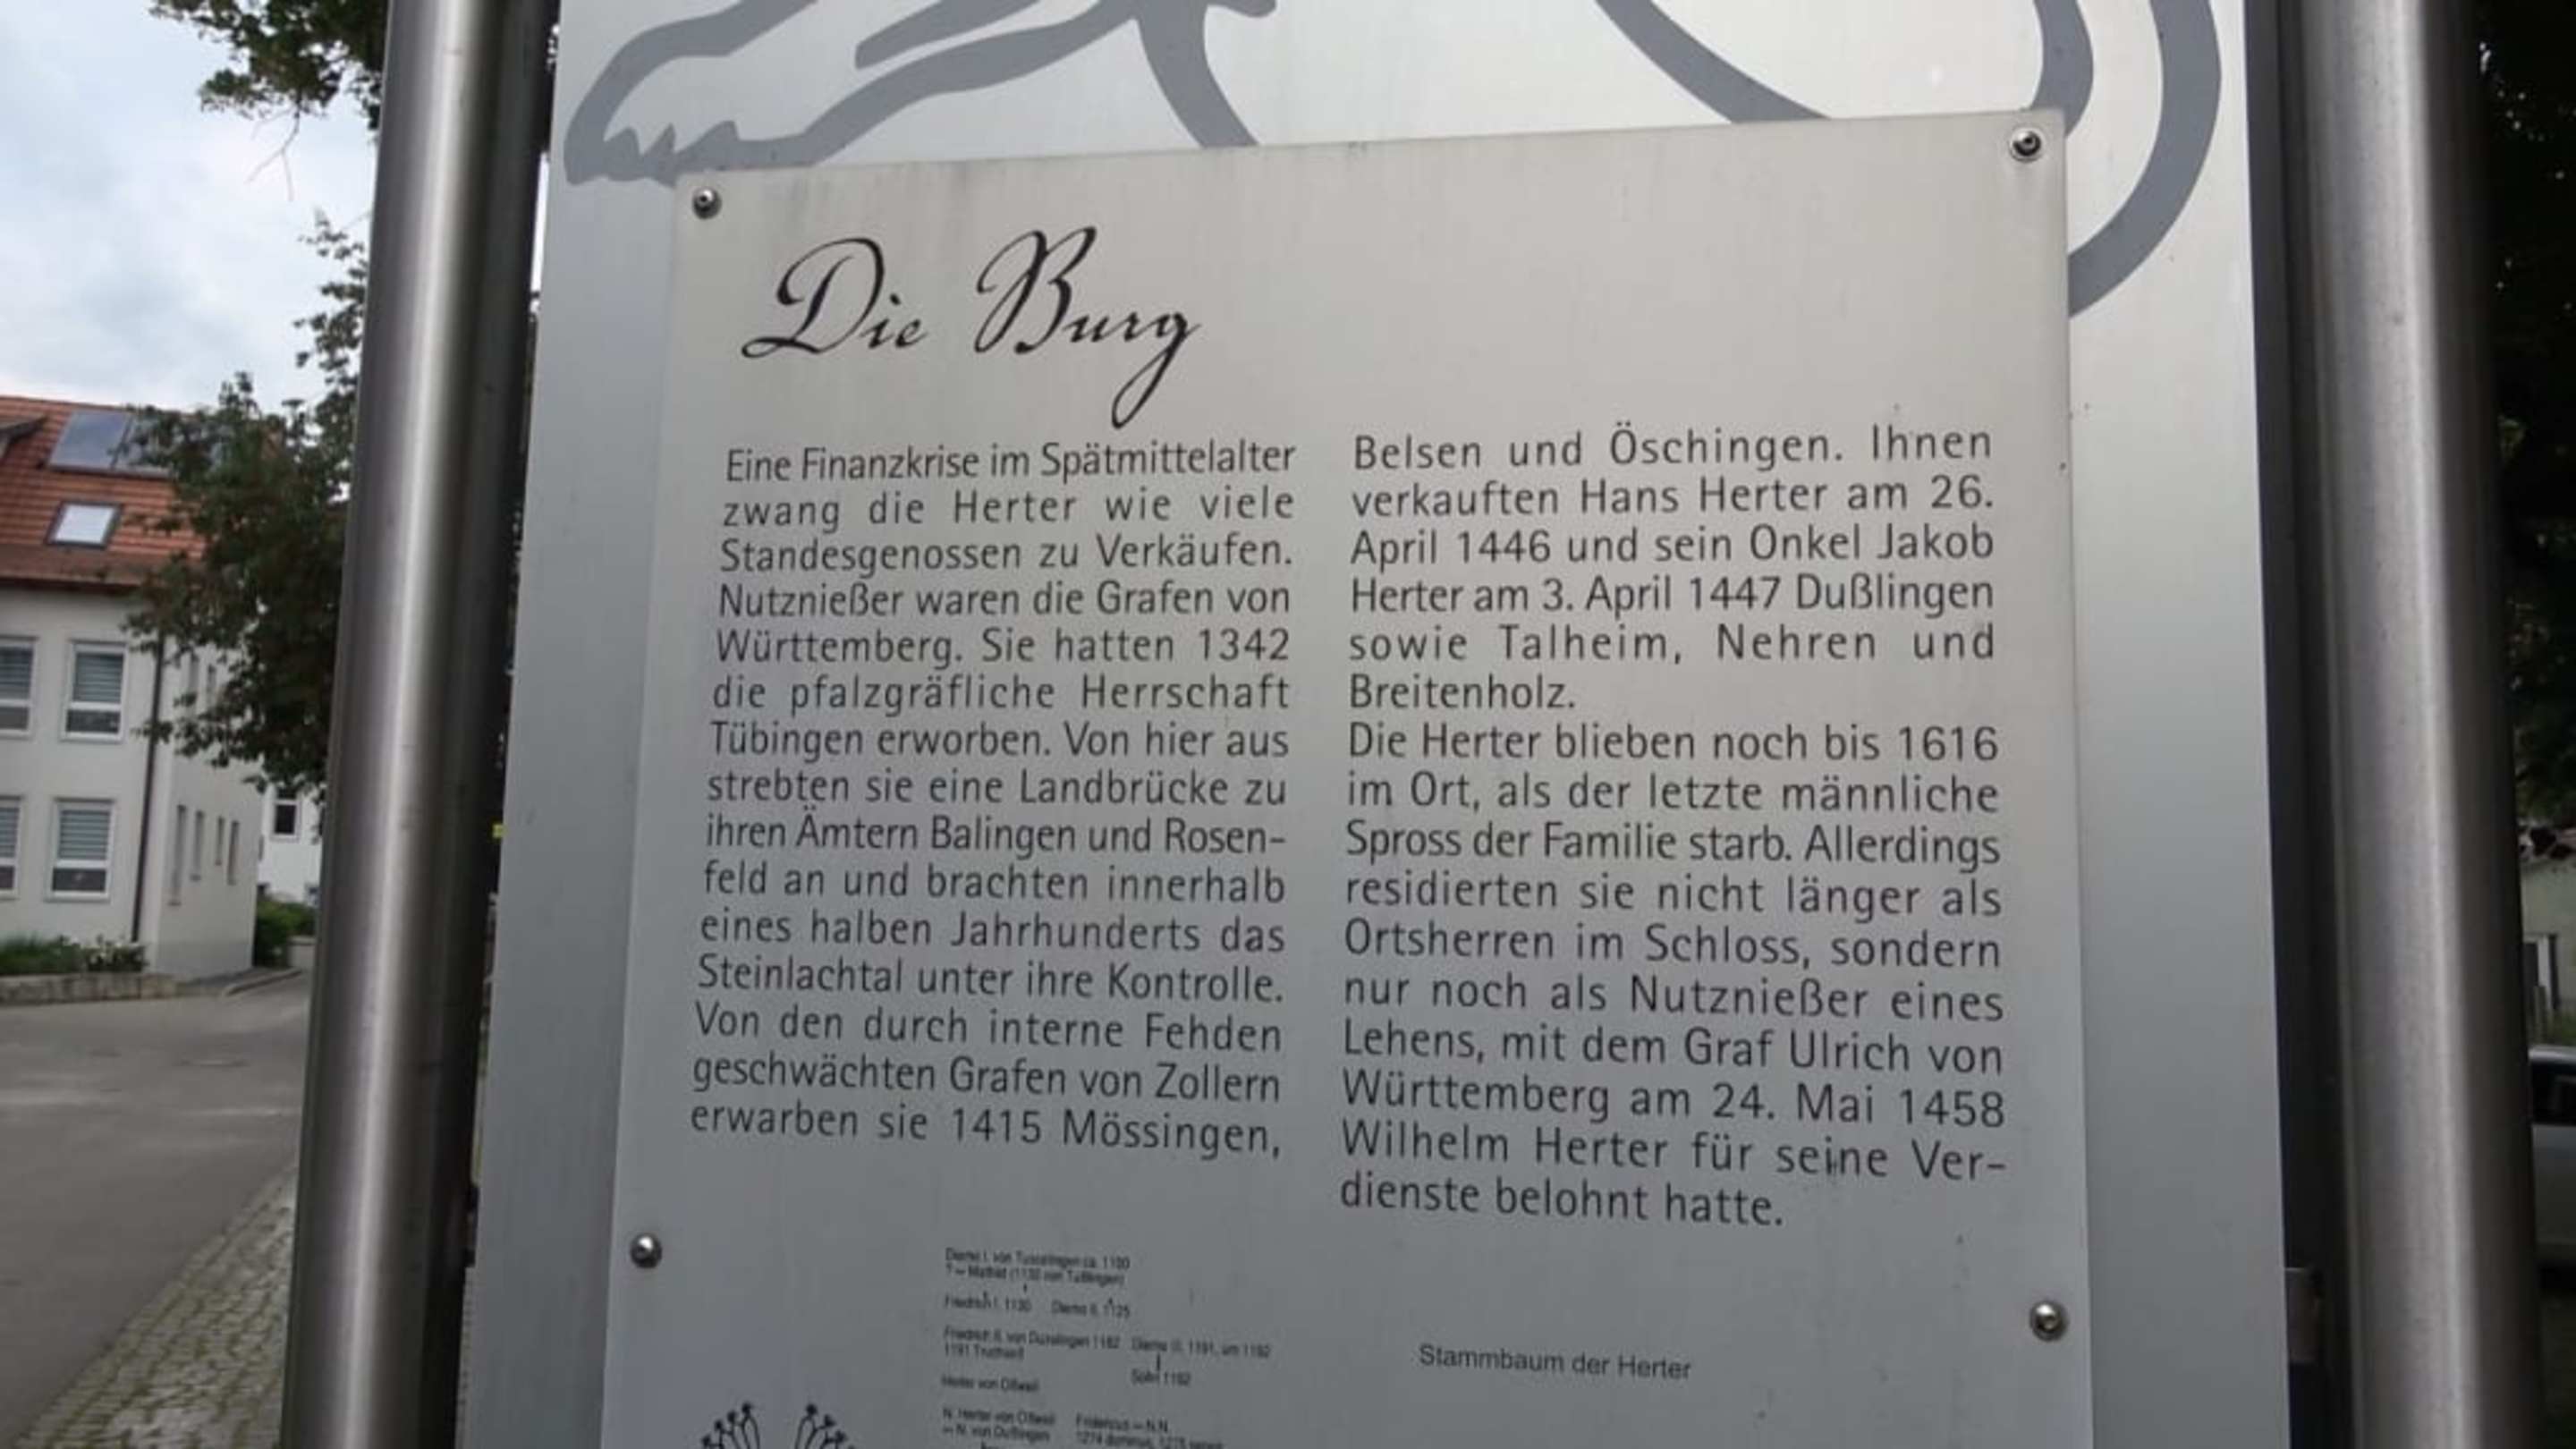 Die Burg
Eine Finanzkrise im Spätmittelalter
zwang die Herter wie viele
Standesgenossen zu Verkäufen.
Nutznießer waren die Grafen von
Württemberg. Sie hatten 1342
die pfalzgräfliche Herrschaft
Tübingen erworben. Von hier aus
strebten sie eine Landbrücke zu
ihren Ämtern Balingen und Rosen-
feld an und brachten innerhalb
eines halben Jahrhunderts das
Steinlachtal unter ihre Kontrolle.
Von den durch interne Fehden
geschwächten Grafen von Zollern
erwarben sie 1415 Mössingen,
Belsen und Öschingen. Ihnen
verkauften Hans Herter am 26.
April 1446 und sein Onkel Jakob
Herter am 3. April 1447 Dußlingen
sowie Talheim, Nehren und
Breitenholz.
Die Herter blieben noch bis 1616
im Ort, als der letzte männliche
Spross der Familie starb. Allerdings
residierten sie nicht länger als
Ortsherren im Schloss, sondern
nur noch als Nutznießer eines
Lehens, mit dem Graf Ulrich von
Württemberg am 24. Mai 1458
Wilhelm Herter für seine Ver-
dienste belohnt hatte.
Friedrich I. 1130 Diemo II. 1125
Stammbaum der Herter